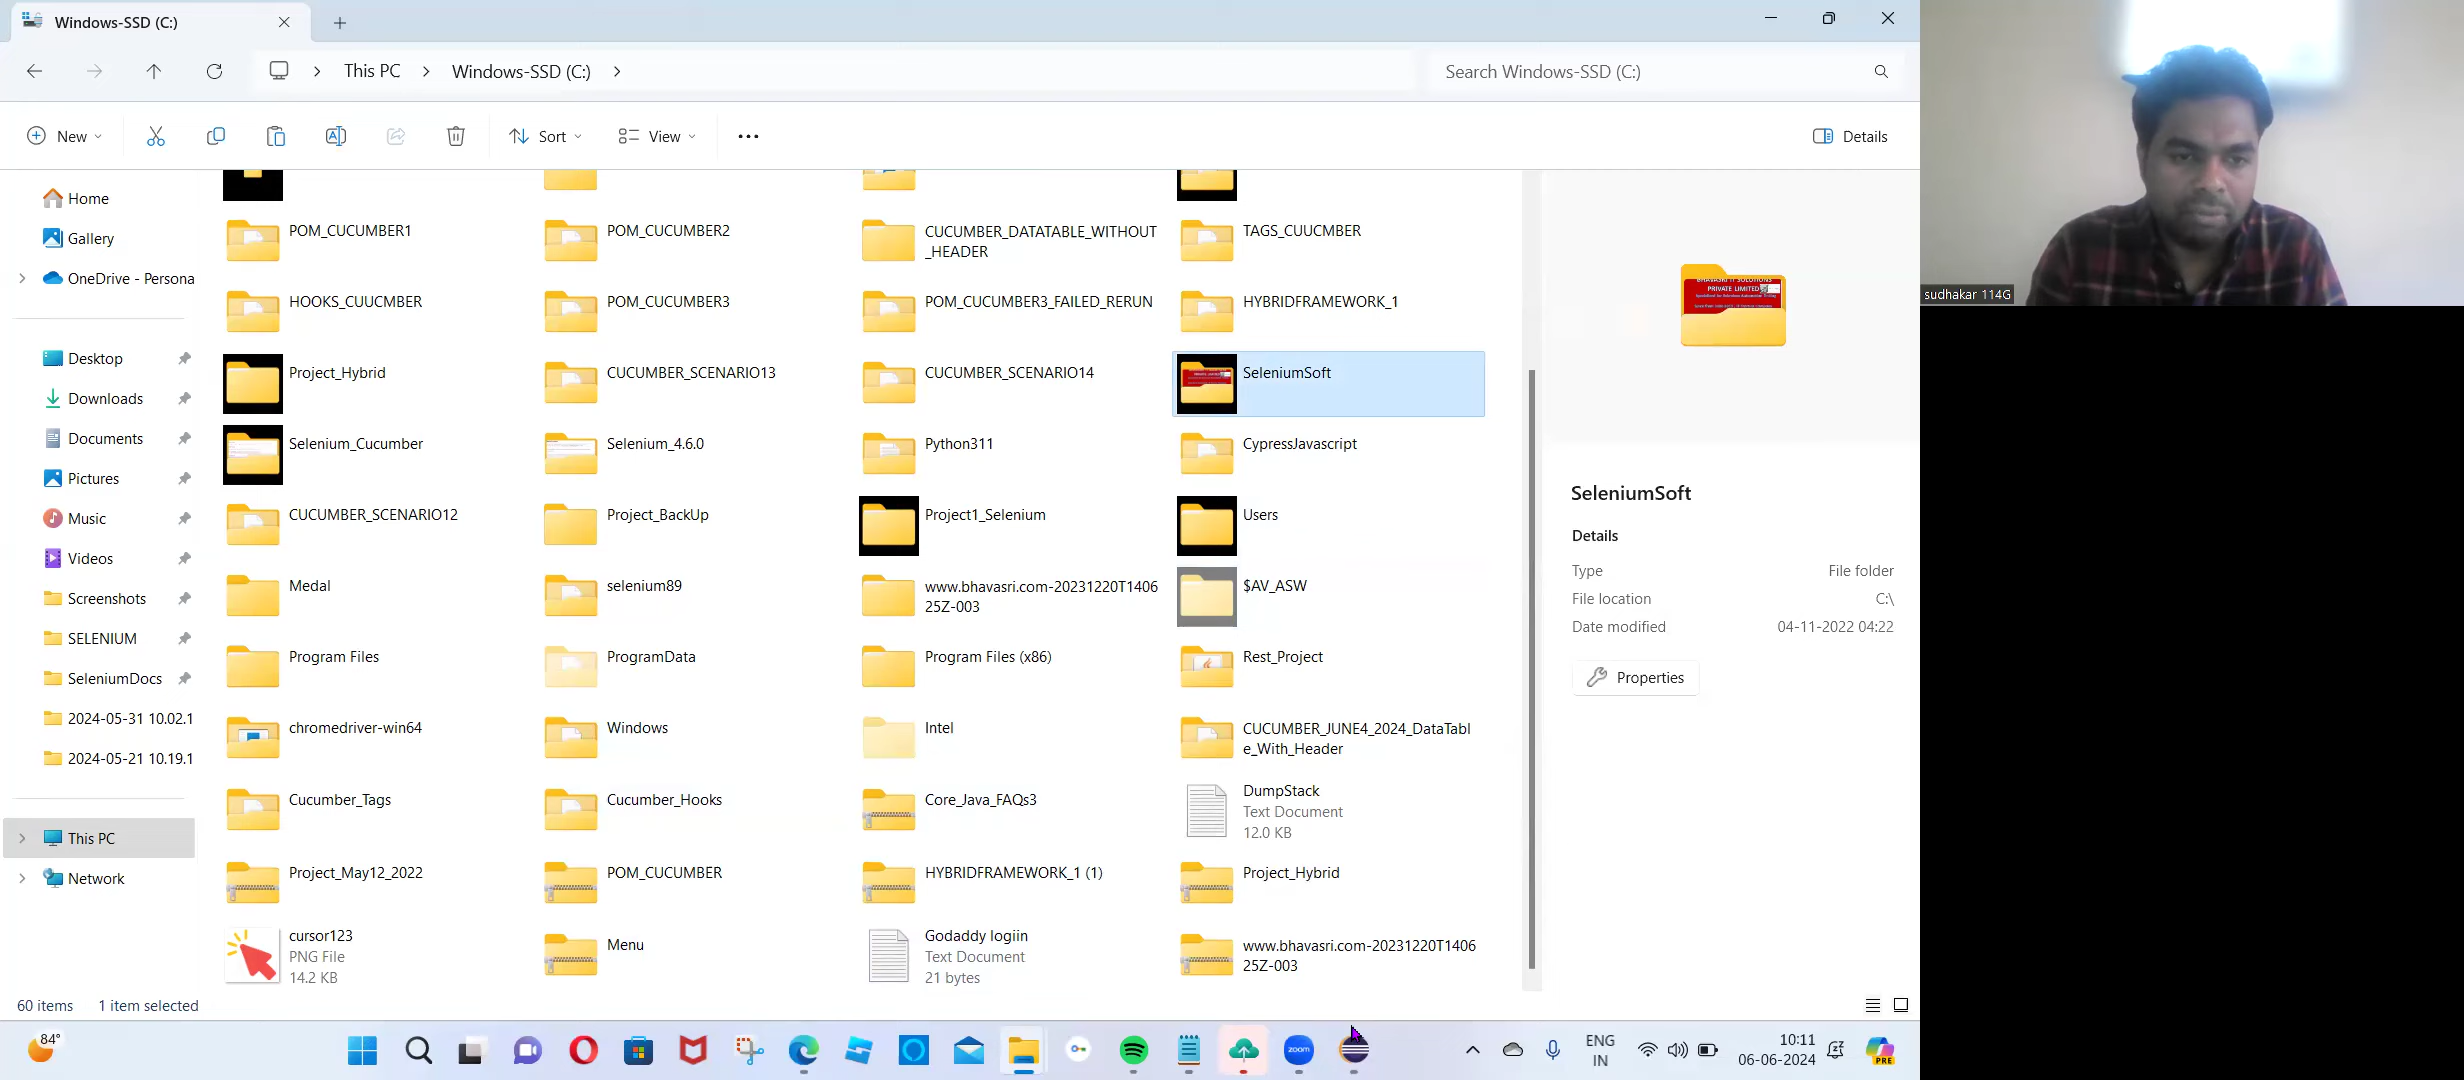 Windows-SSD (C:)
This PC
Windows-SSD (C:)
Search Windows-SSD (C:)
New
Sort
View
Details
Home
Gallery
OneDrive - Persona
Desktop
Downloads
Documents
Pictures
Music
Videos
Screenshots
SELENIUM
SeleniumDocs
2024-05-31 10.02.1
2024-05-21 10.19.1
This PC
Network
POM_CUCUMBER1
POM_CUCUMBER2
CUCUMBER_DATATABLE_WITHOUT
_HEADER
TAGS_CUUCMBER
HOOKS_CUUCMBER
POM_CUCUMBER3
POM_CUCUMBER3_FAILED_RERUN
HYBRIDFRAMEWORK_1
Project_Hybrid
CUCUMBER_SCENARIO13
CUCUMBER_SCENARIO14
SeleniumSoft
Selenium_Cucumber
Selenium_4.6.0
Python311
CypressJavascript
CUCUMBER_SCENARIO12
Project_BackUp
Project1_Selenium
Users
Medal
selenium89
www.bhavasri.com-20231220T1406
25Z-003
$AV_ASW
Program Files
ProgramData
Program Files (x86)
Rest_Project
chromedriver-win64
Windows
Intel
CUCUMBER_JUNE4_2024_DataTabl
e_With_Header
Cucumber_Tags
Cucumber_Hooks
Core_Java_FAQs3
DumpStack
Text Document
12.0 KB
Project_May12_2022
POM_CUCUMBER
HYBRIDFRAMEWORK_1 (1)
Project_Hybrid
cursor123
PNG File
14.2 KB
Menu
Godaddy logiin
Text Document
21 bytes
www.bhavasri.com-20231220T1406
25Z-003
PRIVATE LIMITED
SeleniumSoft
Details
Type File folder
File location C:\
Date modified 04-11-2022 04:22
Properties
60 items 1 item selected
84°
zoom
ENG
IN
10:11
06-06-2024
PRE
sudhakar 114G